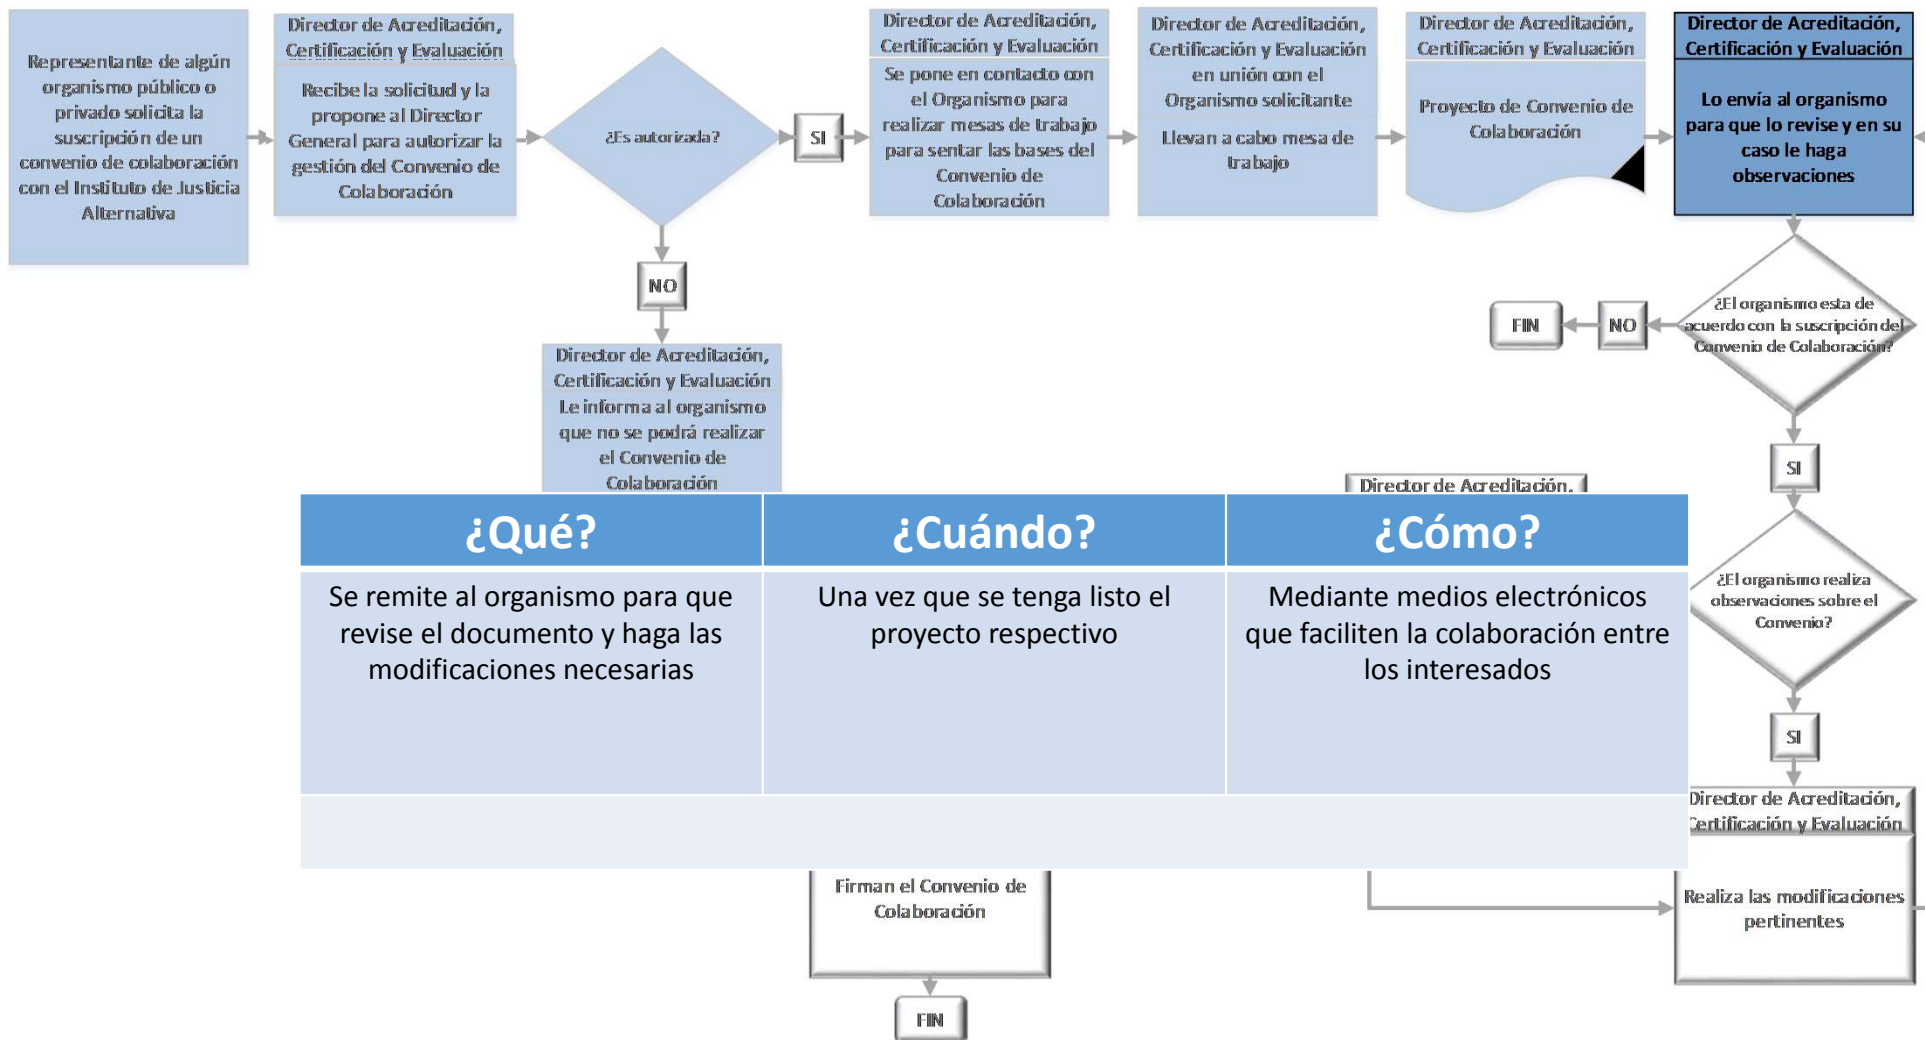 Representante de algún
organismo público o
privado solicita la
suscripción de un
convenio de colaboración
con el Instituto de Justicia
Alternativa
Director de Acreditación,
Certificación y Evaluación
Recibe la solicitud y la
propone al Director
General para autorizar la
gestión del Convenio de
Colaboración
¿Es autorizada?
SI
Director de Acreditación,
Certificación y Evaluación
Se pone en contacto con
el Organismo para
realizar mesas de trabajo
para sentar las bases del
Convenio de
Colaboración
Director de Acreditación,
Certificación y Evaluación
en unión con el
Organismo solicitante
Llevan a cabo mesa de
trabajo
Director de Acreditación,
Certificación y Evaluación
Proyecto de Convenio de
Colaboración
Director de Acreditación,
Certificación y Evaluación
Lo envía al organismo
para que lo revise y en su
caso le haga
observaciones
NO
Director de Acreditación,
Certificación y Evaluación
Le informa al organismo
que no se podrá realizar
el Convenio de
Colaboración
¿El organismo esta de
acuerdo con la suscripción del
Convenio de Colaboración?
NO
FIN
SI
Director de Acreditación,
¿Qué?
¿Cuándo?
¿Cómo?
Se remite al organismo para que
revise el documento y haga las
modificaciones necesarias
Una vez que se tenga listo el
proyecto respectivo
Mediante medios electrónicos
que faciliten la colaboración entre
los interesados
¿El organismo realiza
observaciones sobre el
Convenio?
SI
Director de Acreditación,
Certificación y Evaluación
Realiza las modificaciones
pertinentes
Firman el Convenio de
Colaboración
FIN